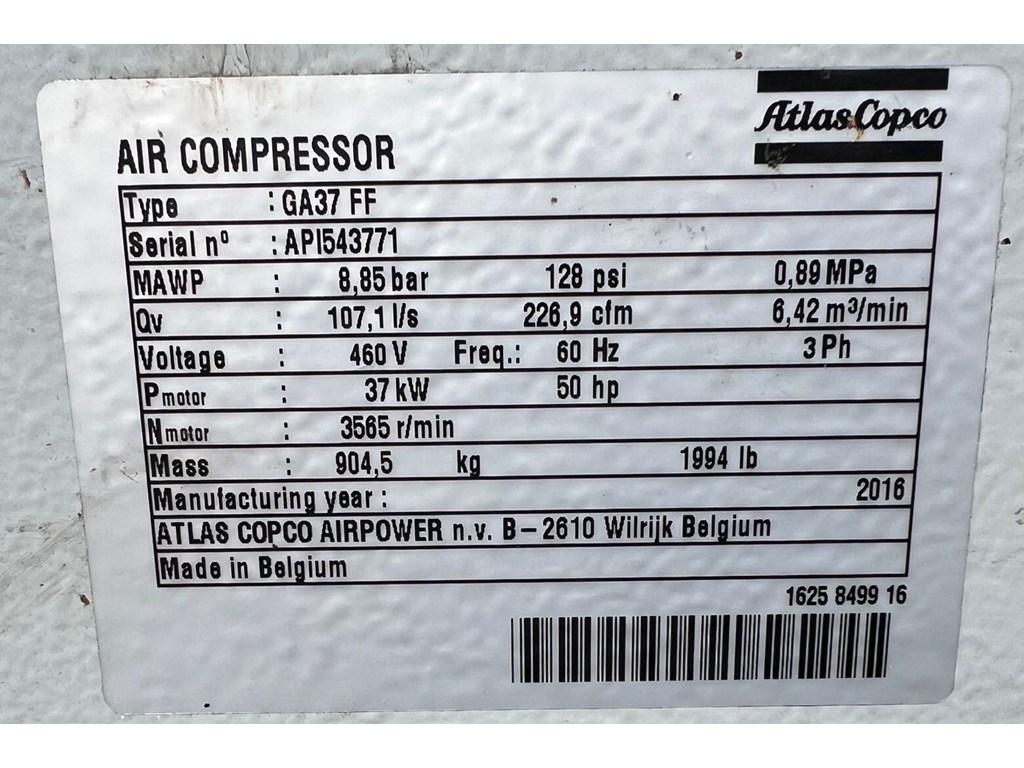 Atlas Copco
AIR COMPRESSOR
Type : GA37 FF
Serial nº : API543771
MAWP : 8,85 bar 128 psi 0,89 MPa
Qv : 107,1 l/s 226,9 cfm 6,42 m³/min
Voltage : 460 V Freq.: 60 Hz 3 Ph
Pmotor : 37 kW 50 hp
Nmotor : 3565 r/min
Mass : 904,5 kg 1994 lb
Manufacturing year : 2016
ATLAS COPCO AIRPOWER n.v. B-2610 Wilrijk Belgium
Made in Belgium
1625 8499 16